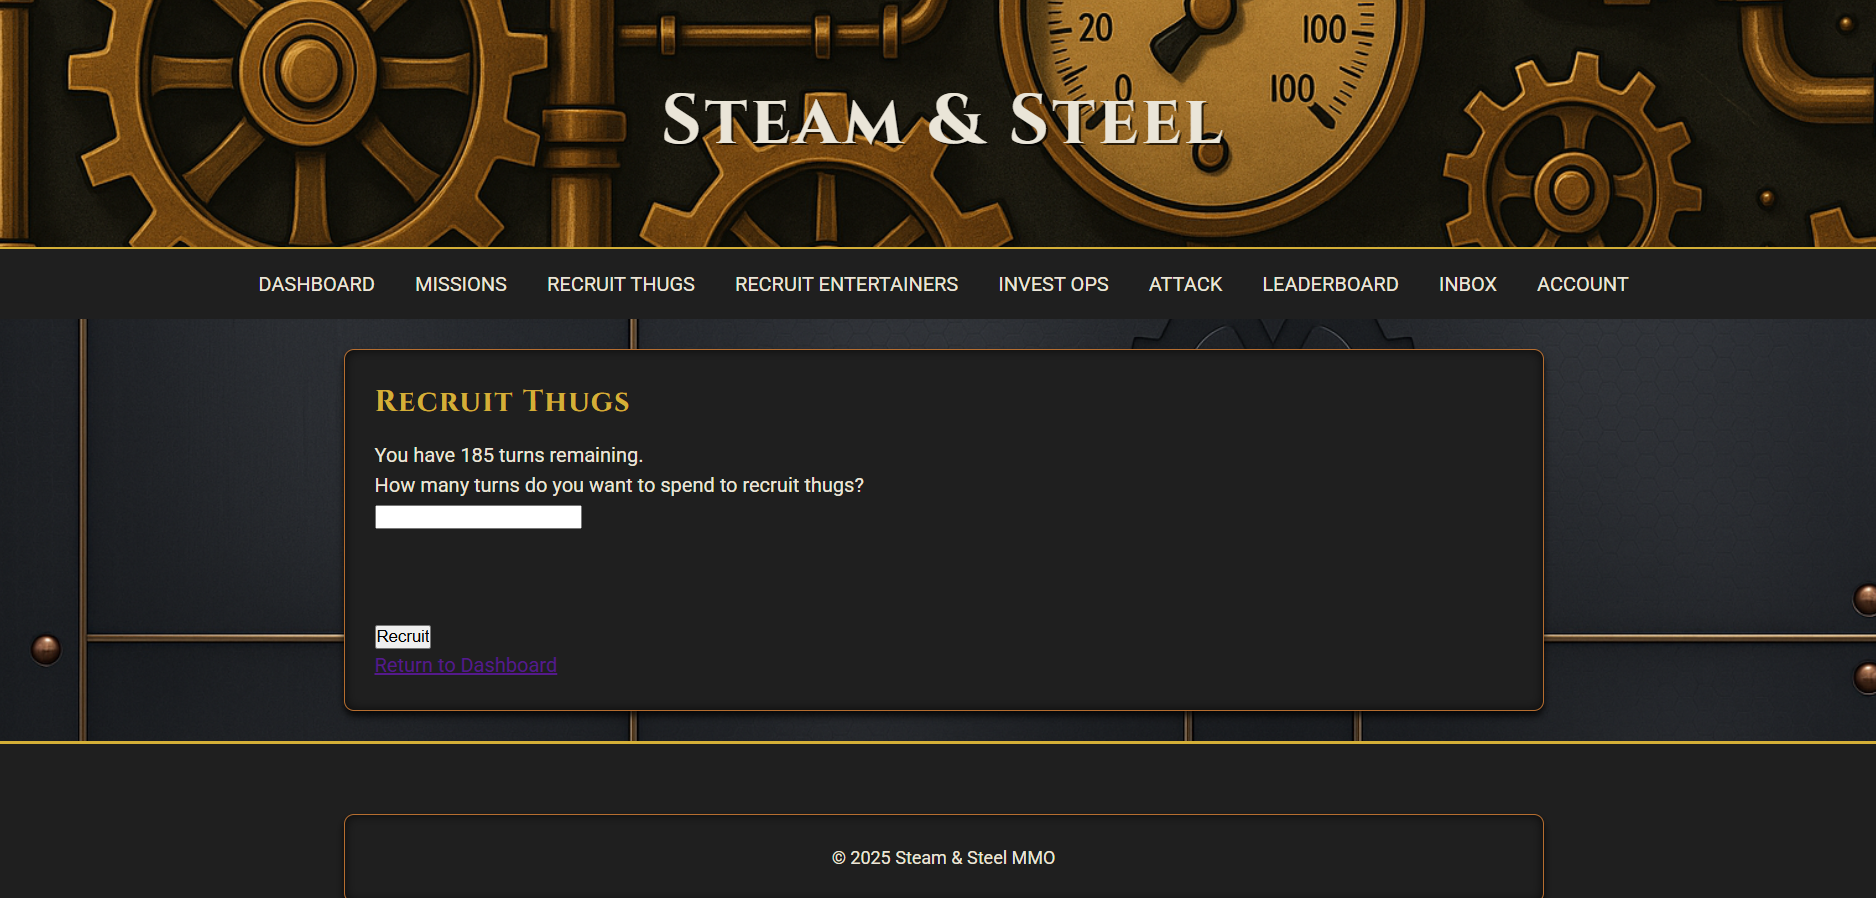 20
100
0
100
Steam & Steel
DASHBOARD MISSIONS RECRUIT THUGS RECRUIT ENTERTAINERS INVEST OPS ATTACK LEADERBOARD INBOX ACCOUNT
Recruit Thugs
You have 185 turns remaining.
How many turns do you want to spend to recruit thugs?
Recruit
Return to Dashboard
© 2025 Steam & Steel MMO